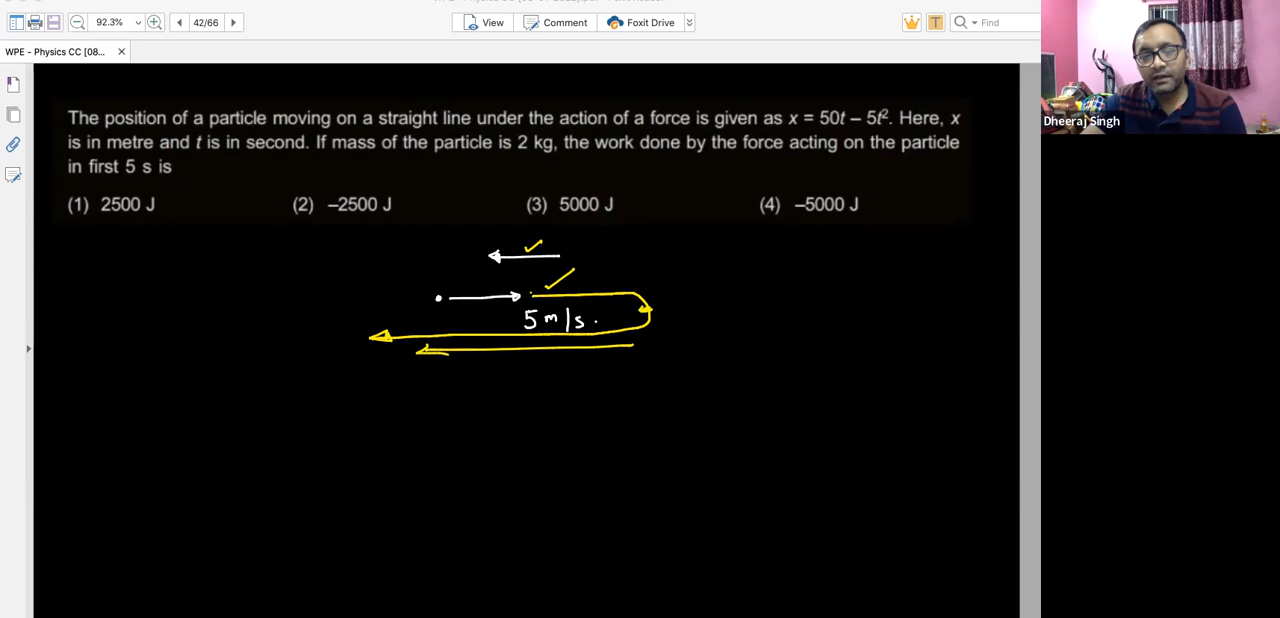 92.3%
42/66
View
Comment
Foxit Drive
Find
WPE - Physics CC [08...
Dheeraj Singh
The position of a particle moving on a straight line under the action of a force is given as x = 50t – 5t². Here, x
is in metre and t is in second. If mass of the particle is 2 kg, the work done by the force acting on the particle
in first 5 s is
(1) 2500 J (2) –2500 J (3) 5000 J (4) –5000 J
5 m/s.